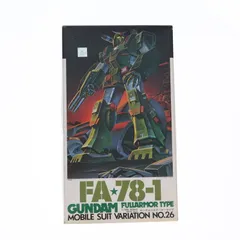 FA★78-1
GUNDAM FULLARMOR TYPE
MOBILE SUIT VARIATION NO.26